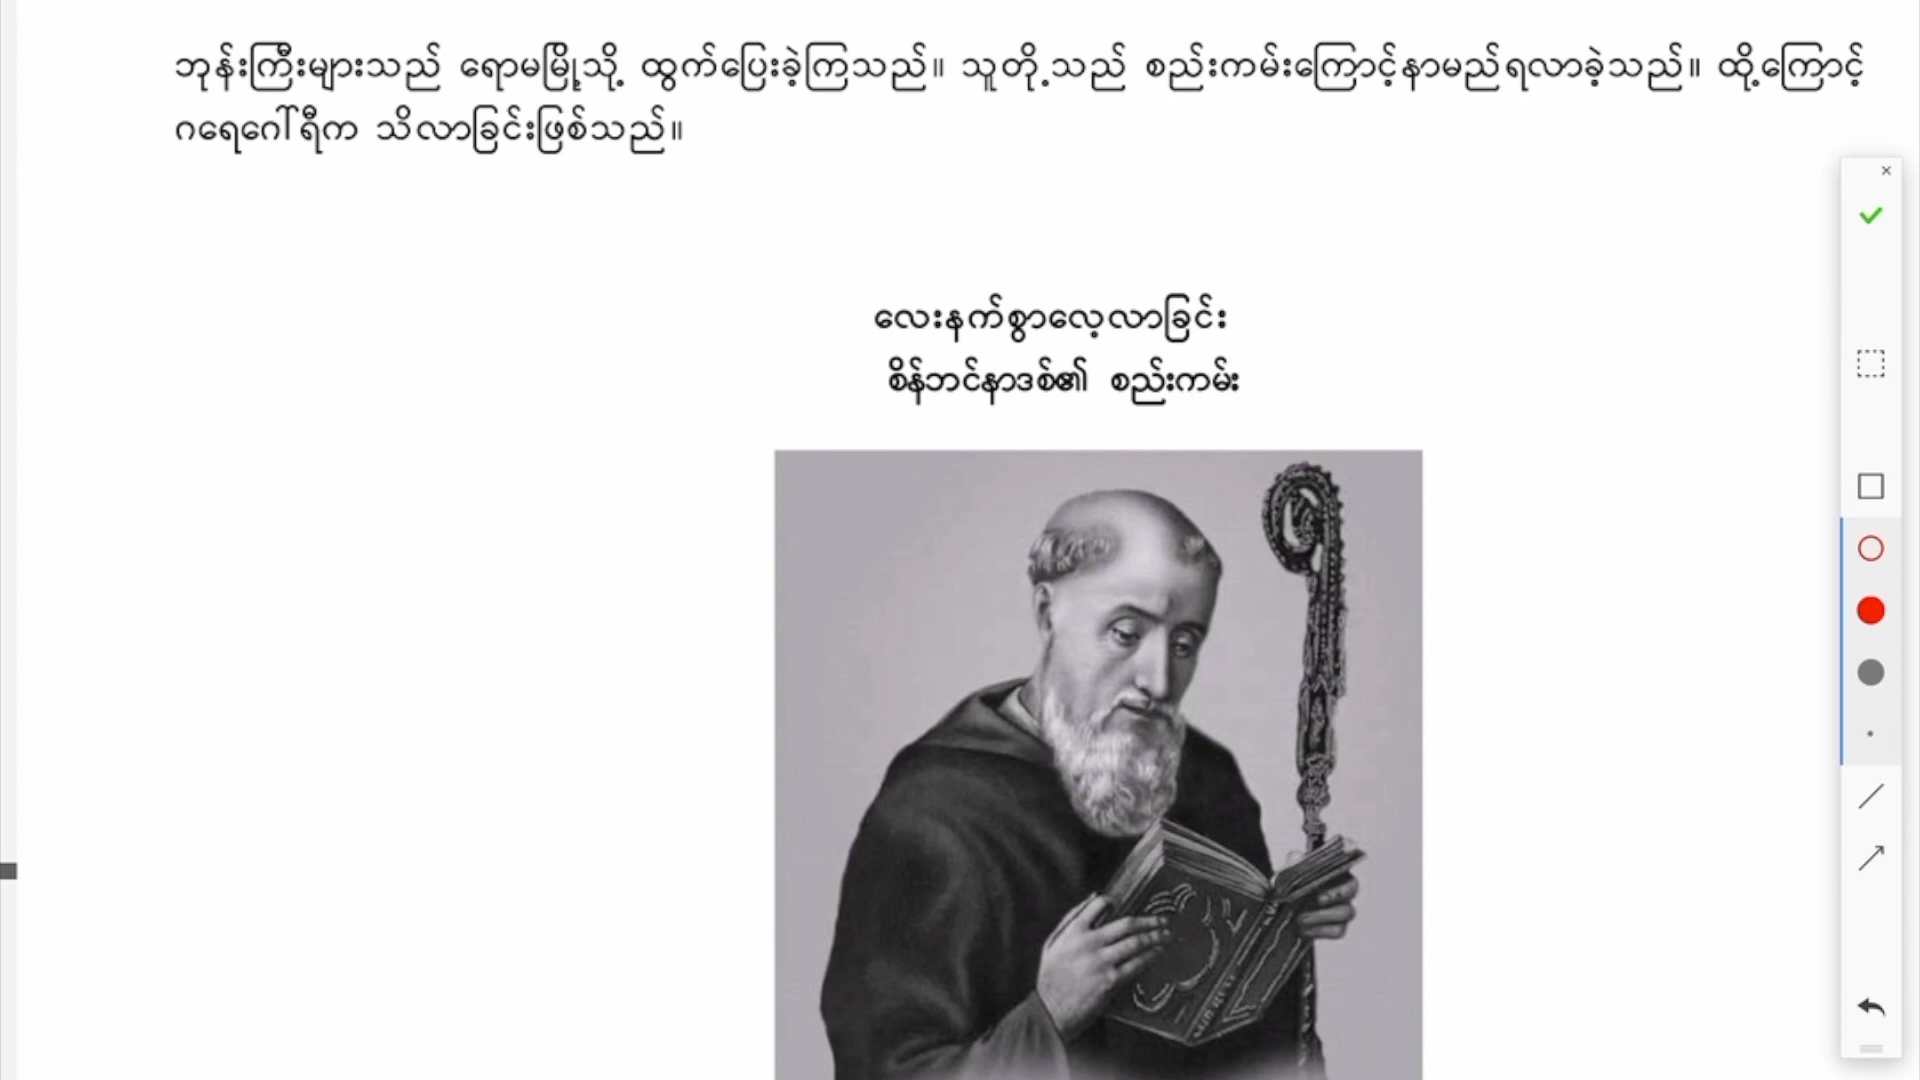 ဘုန်းကြီးများသည် ရောမမြို့သို့ ထွက်ပြေးခဲ့ကြသည်။ သူတို့သည် စည်းကမ်းကြောင့်နာမည်ရလာခဲ့သည်။ ထို့ကြောင့်
ဂရေဂေါ်ရီက သိလာခြင်းဖြစ်သည်။
လေးနက်စွာလေ့လာခြင်း
စိန်ဘင်နာဒစ်၏ စည်းကမ်း